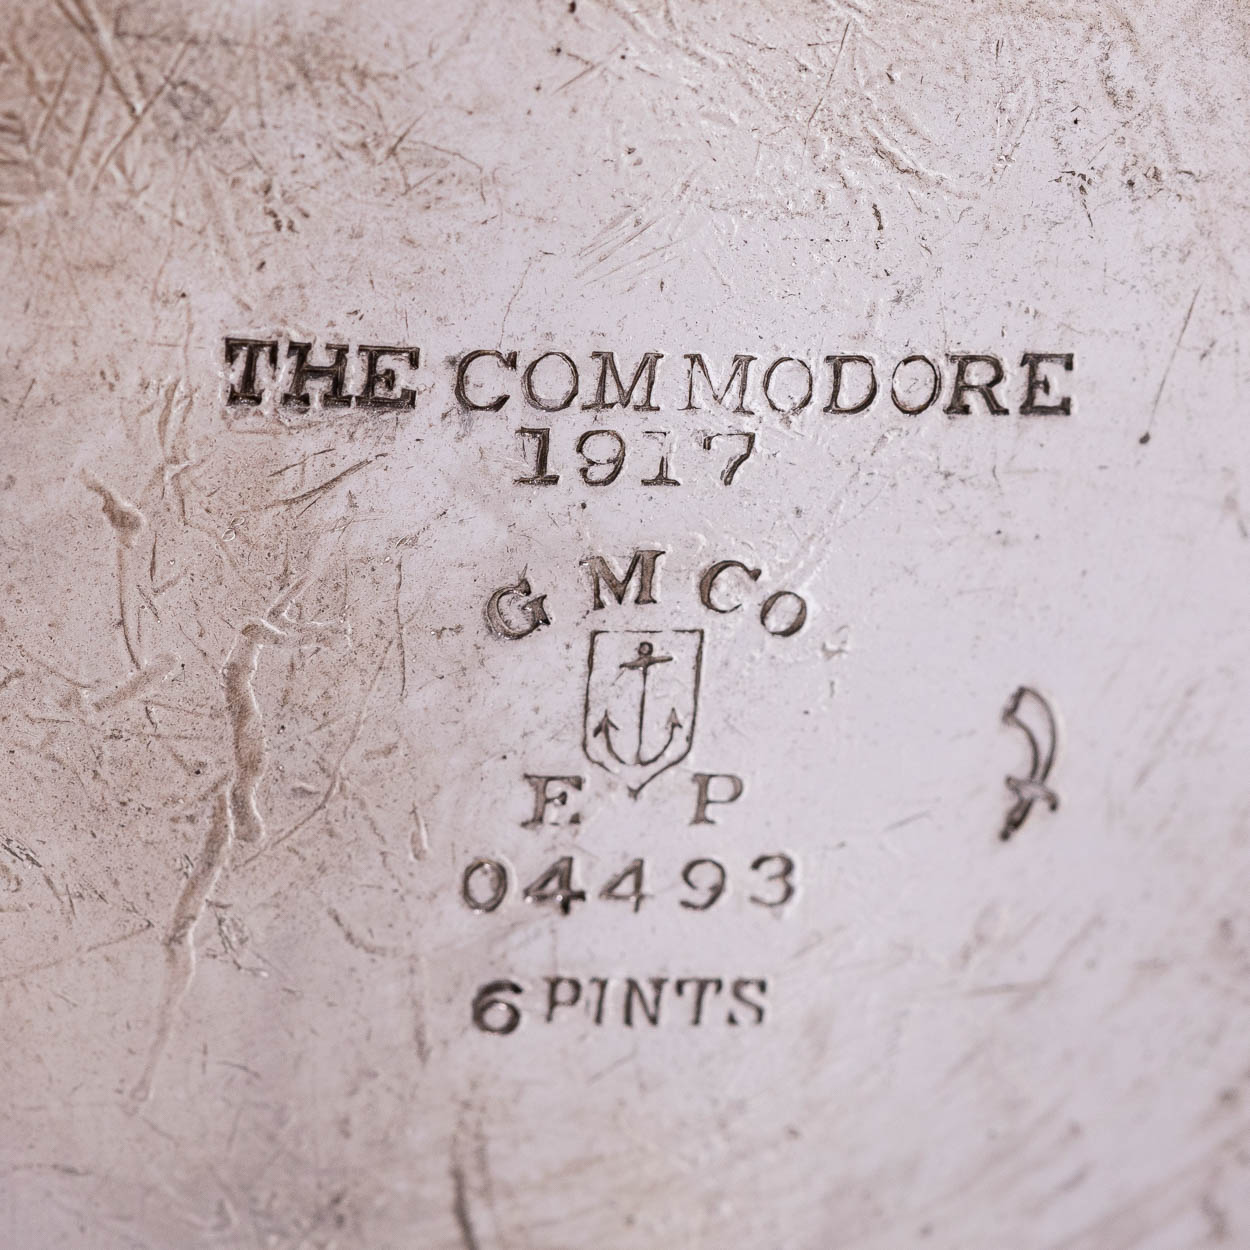 THE COMMODORE
1917
G M Co
E P
04493
6 PINTS